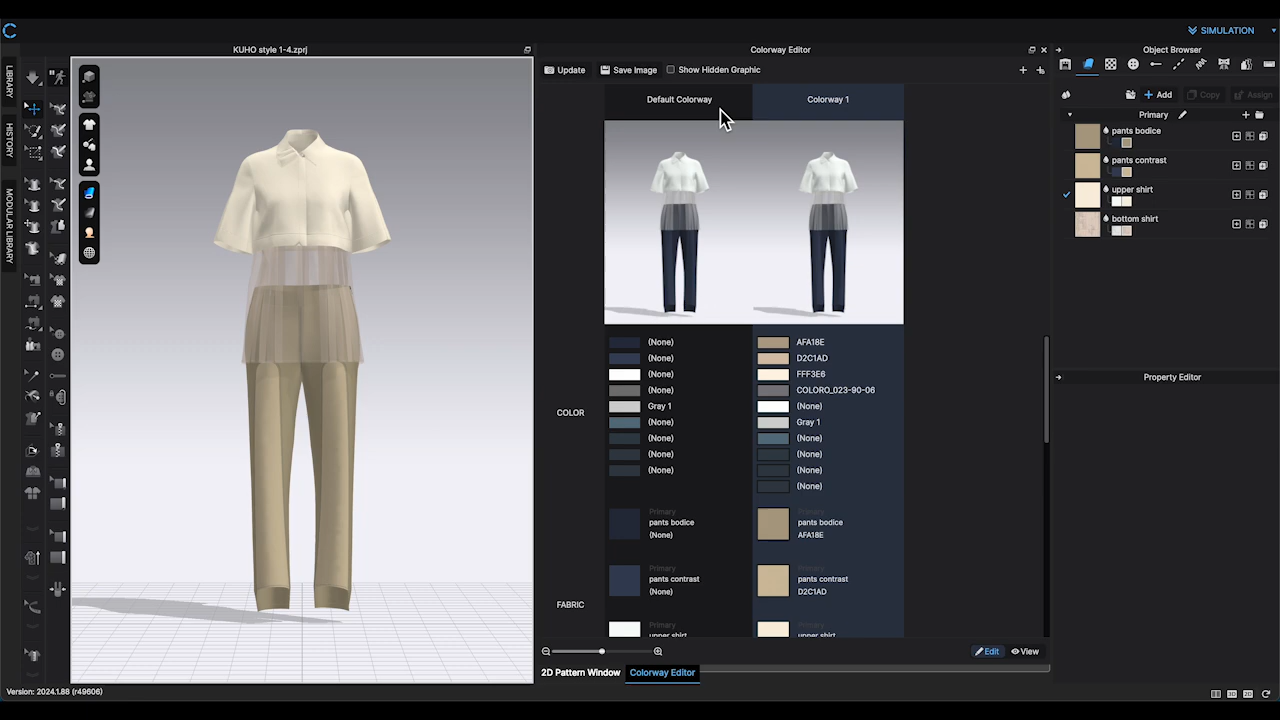 SIMULATION
KUHO style 1-4.zprj
Colorway Editor
Object Browser
LIBRARY
HISTORY
MODULAR LIBRARY
Update
Save Image
Show Hidden Graphic
Add
Copy
Assign
Default Colorway
Colorway 1
Primary
pants bodice
pants contrast
upper shirt
bottom shirt
Property Editor
COLOR
(None)
AFA18E
(None)
D2C1AD
(None)
FFF3E6
(None)
COLORO_023-90-06
Gray 1
(None)
(None)
Gray 1
(None)
(None)
(None)
(None)
(None)
(None)
(None)
FABRIC
Primary
pants bodice
(None)
Primary
pants bodice
AFA18E
Primary
pants contrast
(None)
Primary
pants contrast
D2C1AD
Primary
upper shirt
Primary
upper shirt
Edit
View
2D Pattern Window
Colorway Editor
Version: 2024.1.88 (r49606)
3D
2D